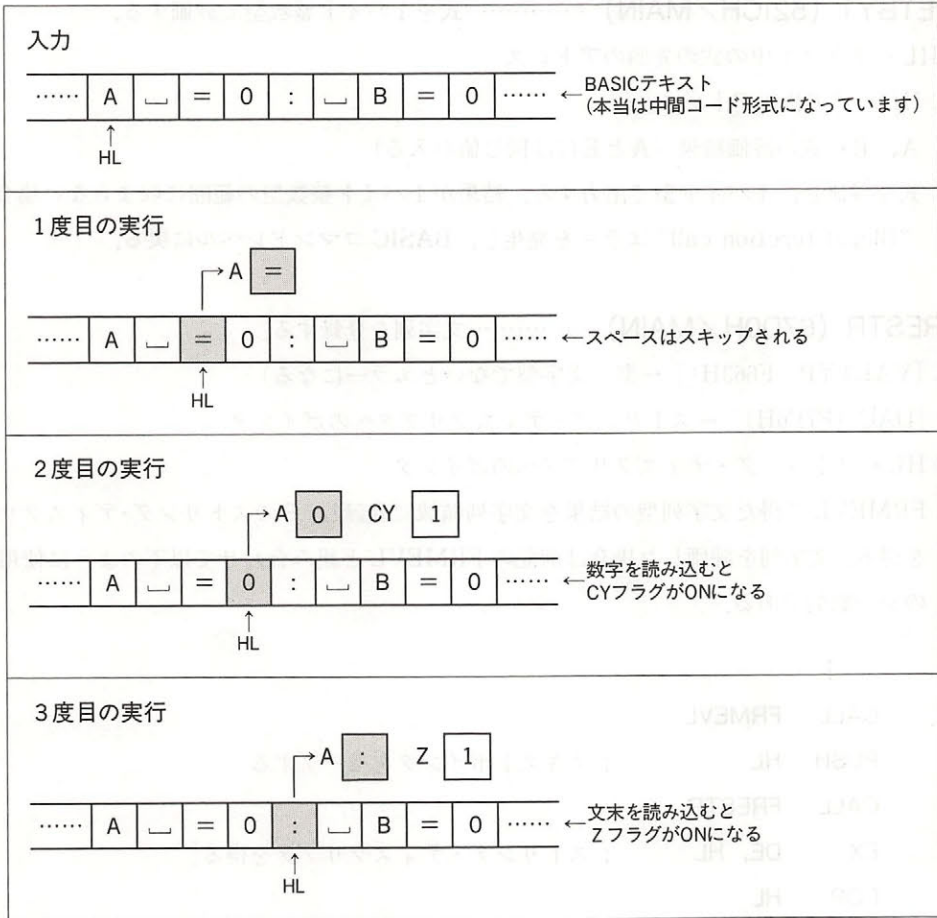 入力
…… A ␣ = 0 : ␣ B = 0 …… ← BASICテキスト
(本当は中間コード形式になっています)
↑
HL
1度目の実行
→ A =
…… A ␣ = 0 : ␣ B = 0 …… ← スペースはスキップされる
↑
HL
2度目の実行
→ A 0 CY 1
…… A ␣ = 0 : ␣ B = 0 …… ← 数字を読み込むと
CYフラグがONになる
↑
HL
3度目の実行
→ A : Z 1
…… A ␣ = 0 : ␣ B = 0 …… ← 文末を読み込むと
ZフラグがONになる
↑
HL